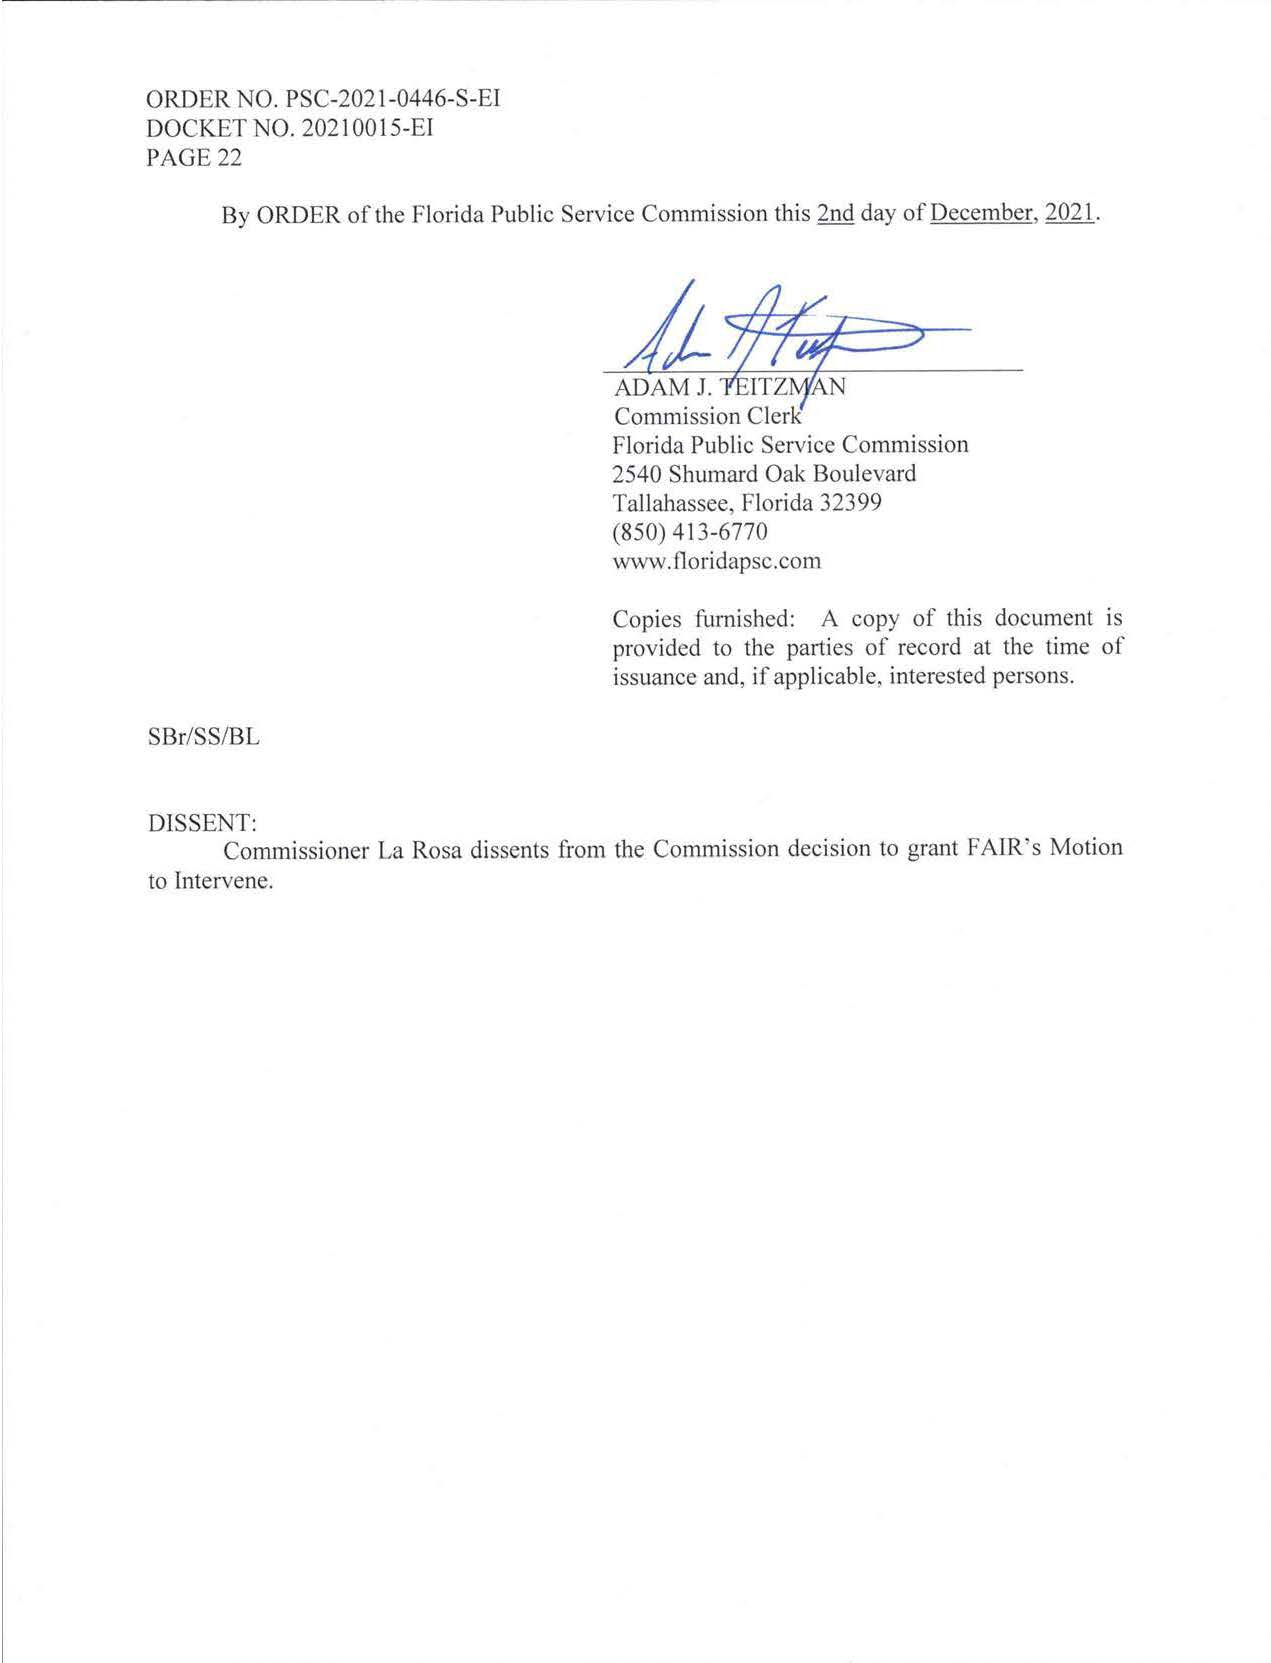 ORDER NO. PSC-2021-0446-S-EI
DOCKET NO. 20210015-EI
PAGE 22
By ORDER of the Florida Public Service Commission this 2nd day of December, 2021.
ADAM J. TEITZMAN
Commission Clerk
Florida Public Service Commission
2540 Shumard Oak Boulevard
Tallahassee, Florida 32399
(850) 413-6770
www.floridapsc.com
Copies furnished: A copy of this document is
provided to the parties of record at the time of
issuance and, if applicable, interested persons.
SBr/SS/BL
DISSENT:
Commissioner La Rosa dissents from the Commission decision to grant FAIR's Motion
to Intervene.